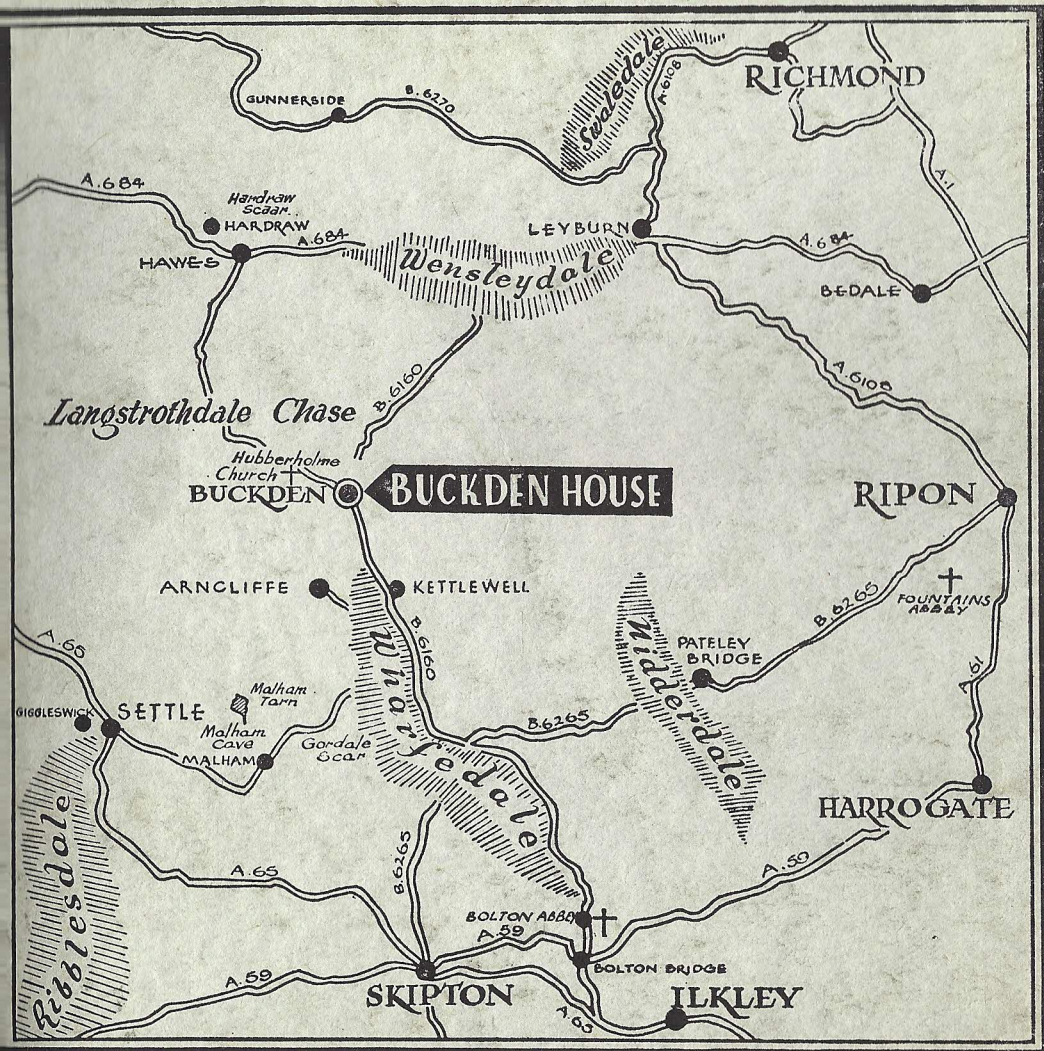 Swaledale
A.6108
RICHMOND
GUNNERSIDE
B.6270
A.1
A.684
Hardraw
Scaar.
HARDRAW
HAWES
A.684
LEYBURN
Wensleydale
A.684
BEDALE
B.6160
A.6108
Langstrothdale Chase
Hubberholme
Church
BUCKDEN
BUCKDEN HOUSE
RIPON
ARNCLIFFE
KETTLEWELL
B.6265
FOUNTAINS
ABBEY
A.65
B.6160
Wharfedale
Nidderdale
PATELEY
BRIDGE
A.61
GIGGLESWICK
SETTLE
Malham
Tarn
Malham
Cave
MALHAM
Gordale
Scar
B.6265
HARROGATE
Ribblesdale
A.65
B.6265
A.59
BOLTON ABBEY
A.59
BOLTON BRIDGE
A.59
SKIPTON
A.65
ILKLEY